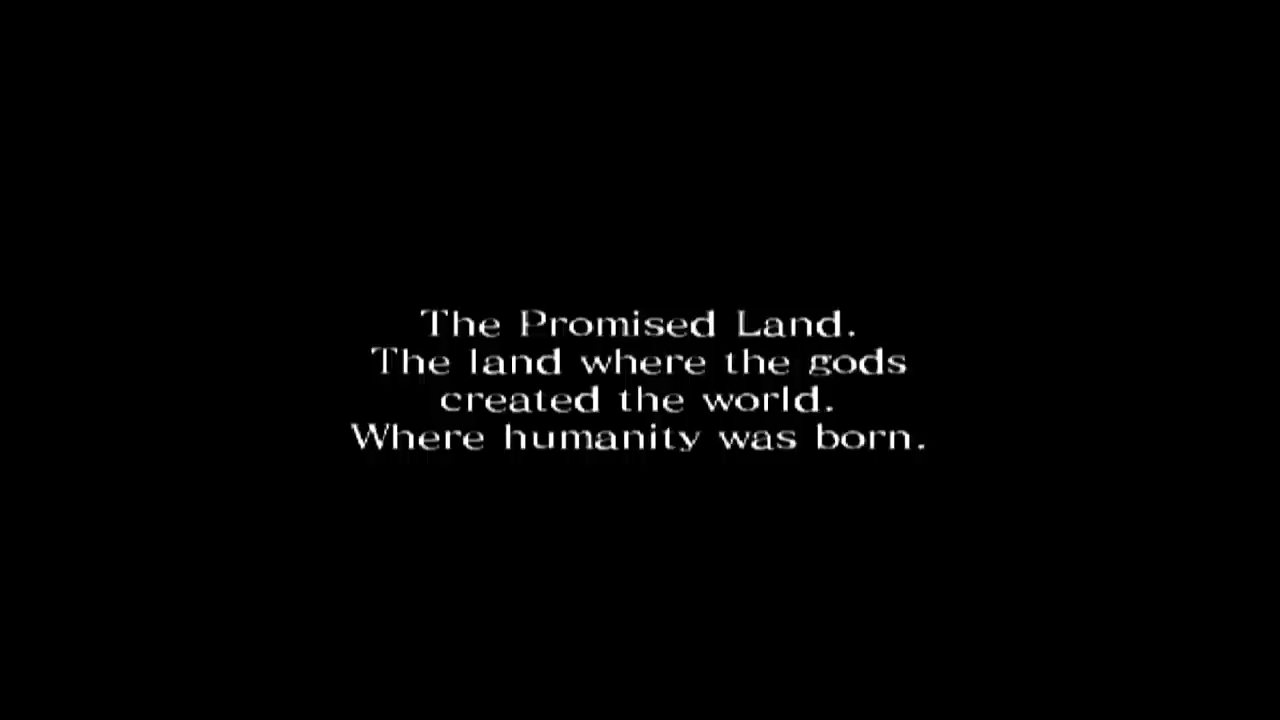 The Promised Land.
The land where the gods
created the world.
Where humanity was born.